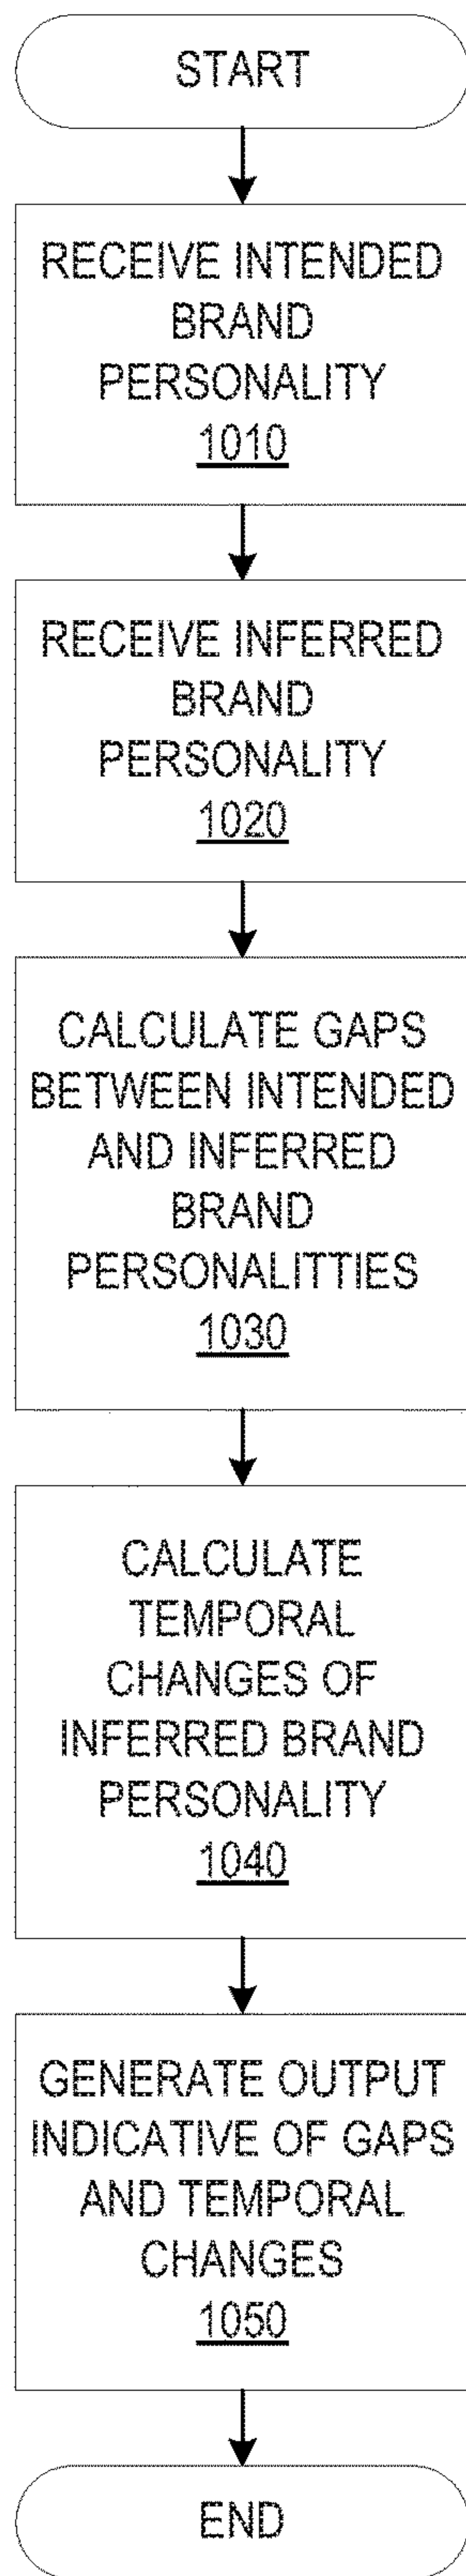 START
RECEIVE INTENDED
BRAND
PERSONALITY
1010
RECEIVE INFERRED
BRAND
PERSONALITY
1020
CALCULATE GAPS
BETWEEN INTENDED
AND INFERRED
BRAND
PERSONALITTIES
1030
CALCULATE
TEMPORAL
CHANGES OF
INFERRED BRAND
PERSONALITY
1040
GENERATE OUTPUT
INDICATIVE OF GAPS
AND TEMPORAL
CHANGES
1050
END